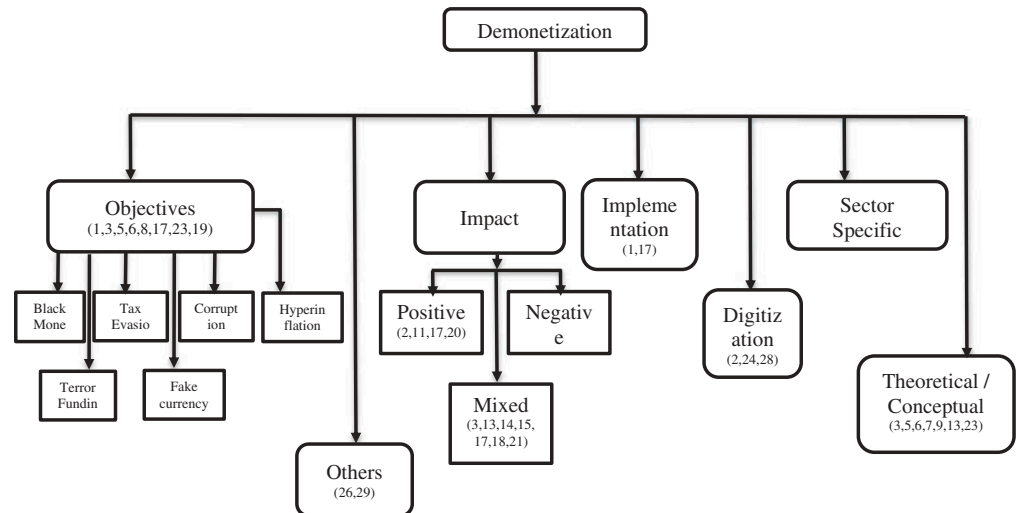 Demonetization
Objectives
(1,3,5,6,8,17,23,19)
Impact
Impleme
ntation
(1,17)
Sector
Specific
Black
Mone
Tax
Evasio
Corrupt
ion
Hyperin
flation
Positive
(2,11,17,20)
Negativ
e
Digitiz
ation
(2,24,28)
Terror
Fundin
Fake
currency
Mixed
(3,13,14,15,
17,18,21)
Theoretical /
Conceptual
(3,5,6,7,9,13,23)
Others
(26,29)